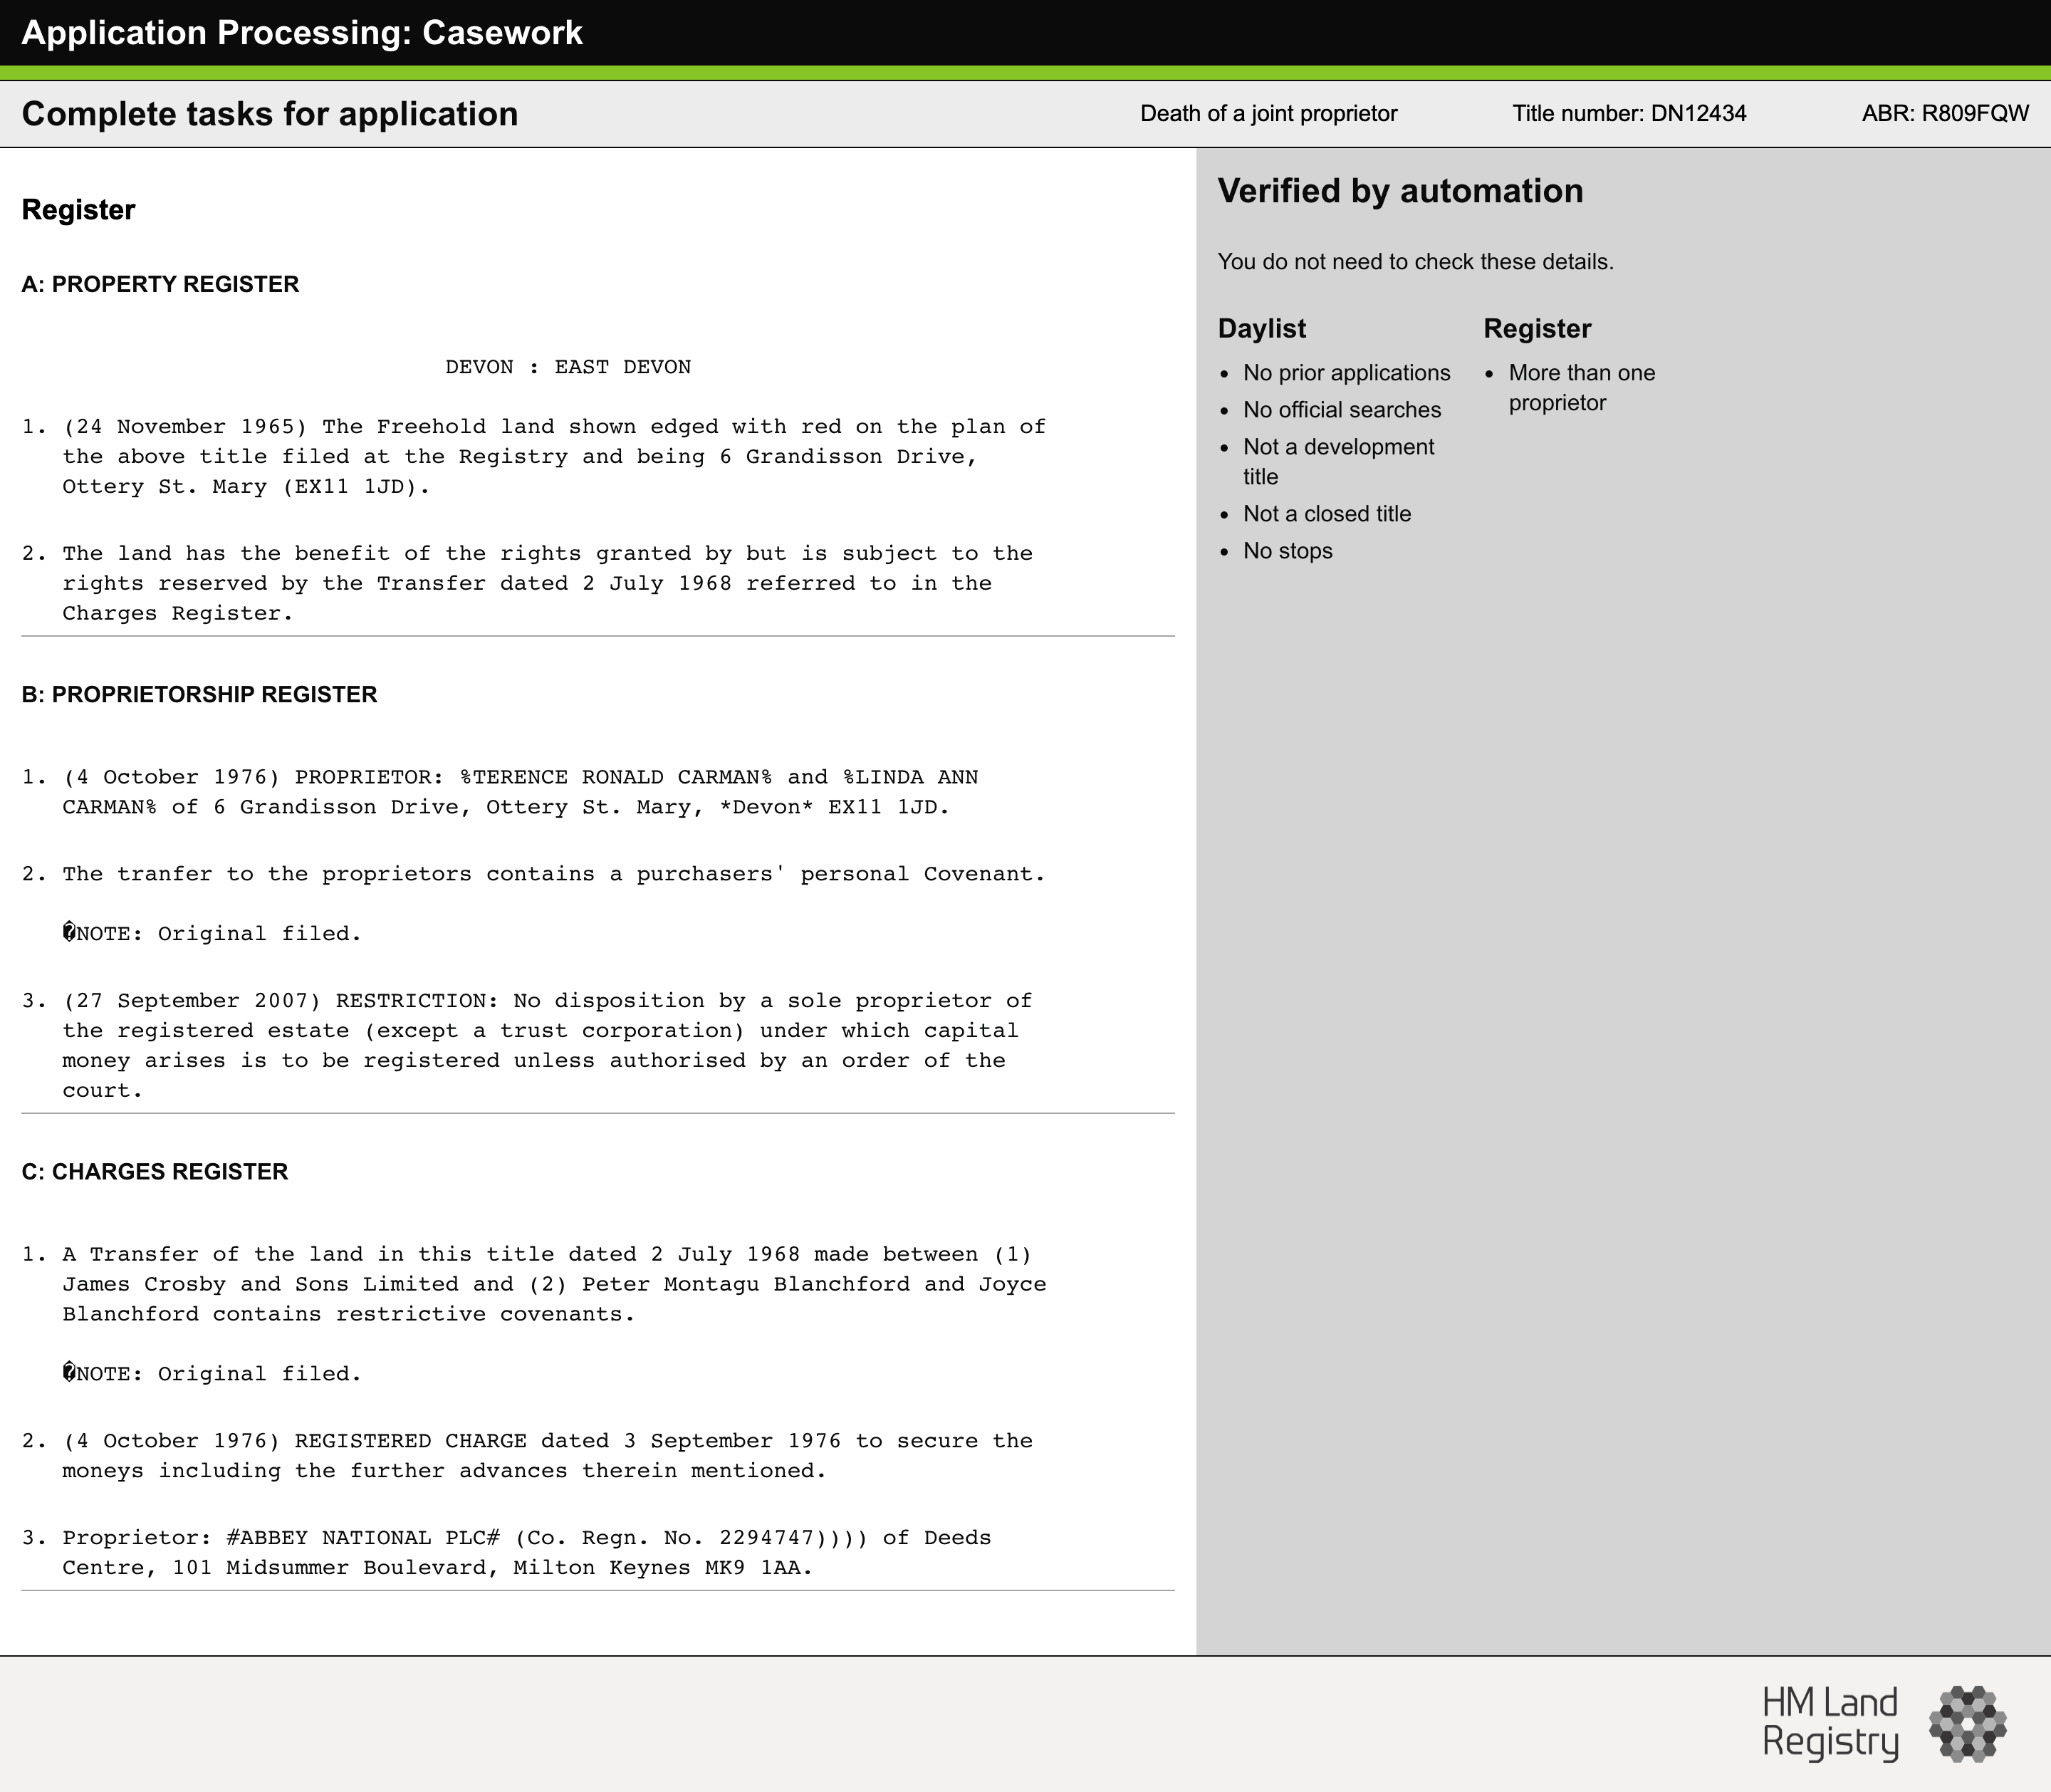 Application Processing: Casework
Complete tasks for application
Death of a joint proprietor
Title number: DN12434
ABR: R809FQW
Register
A: PROPERTY REGISTER
DEVON : EAST DEVON
1. (24 November 1965) The Freehold land shown edged with red on the plan of
the above title filed at the Registry and being 6 Grandisson Drive,
Ottery St. Mary (EX11 1JD).
2. The land has the benefit of the rights granted by but is subject to the
rights reserved by the Transfer dated 2 July 1968 referred to in the
Charges Register.
B: PROPRIETORSHIP REGISTER
1. (4 October 1976) PROPRIETOR: %TERENCE RONALD CARMAN% and %LINDA ANN
CARMAN% of 6 Grandisson Drive, Ottery St. Mary, *Devon* EX11 1JD.
2. The tranfer to the proprietors contains a purchasers' personal Covenant.
�NOTE: Original filed.
3. (27 September 2007) RESTRICTION: No disposition by a sole proprietor of
the registered estate (except a trust corporation) under which capital
money arises is to be registered unless authorised by an order of the
court.
C: CHARGES REGISTER
1. A Transfer of the land in this title dated 2 July 1968 made between (1)
James Crosby and Sons Limited and (2) Peter Montagu Blanchford and Joyce
Blanchford contains restrictive covenants.
�NOTE: Original filed.
2. (4 October 1976) REGISTERED CHARGE dated 3 September 1976 to secure the
moneys including the further advances therein mentioned.
3. Proprietor: #ABBEY NATIONAL PLC# (Co. Regn. No. 2294747)))) of Deeds
Centre, 101 Midsummer Boulevard, Milton Keynes MK9 1AA.
Verified by automation
You do not need to check these details.
Daylist
• No prior applications
• No official searches
• Not a development
title
• Not a closed title
• No stops
Register
• More than one
proprietor
HM Land
Registry